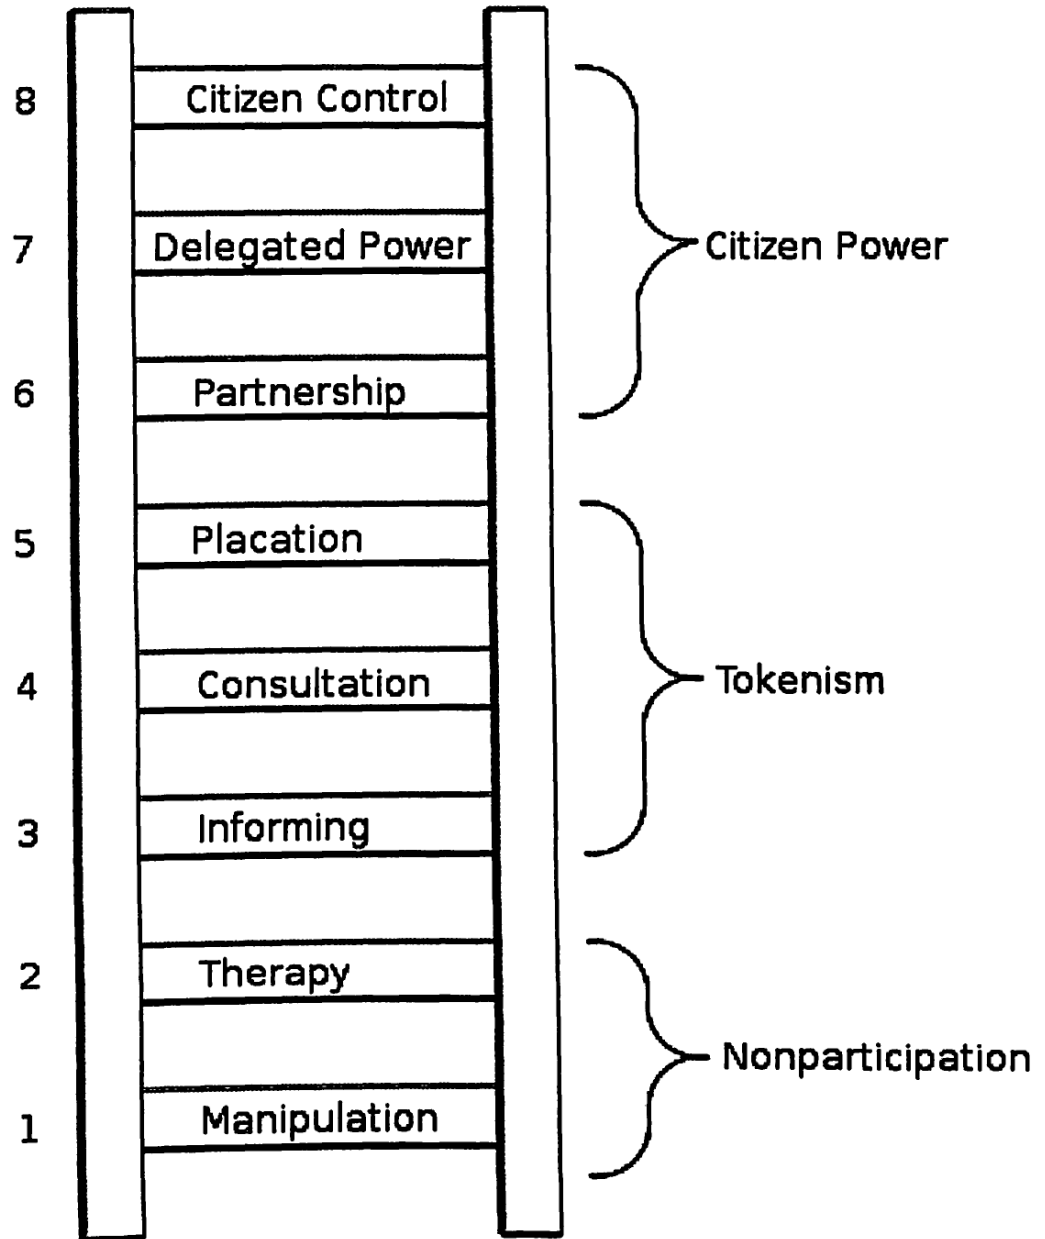 8 Citizen Control
7 Delegated Power
Citizen Power
6 Partnership
5 Placation
4 Consultation
Tokenism
3 Informing
2 Therapy
Nonparticipation
1 Manipulation